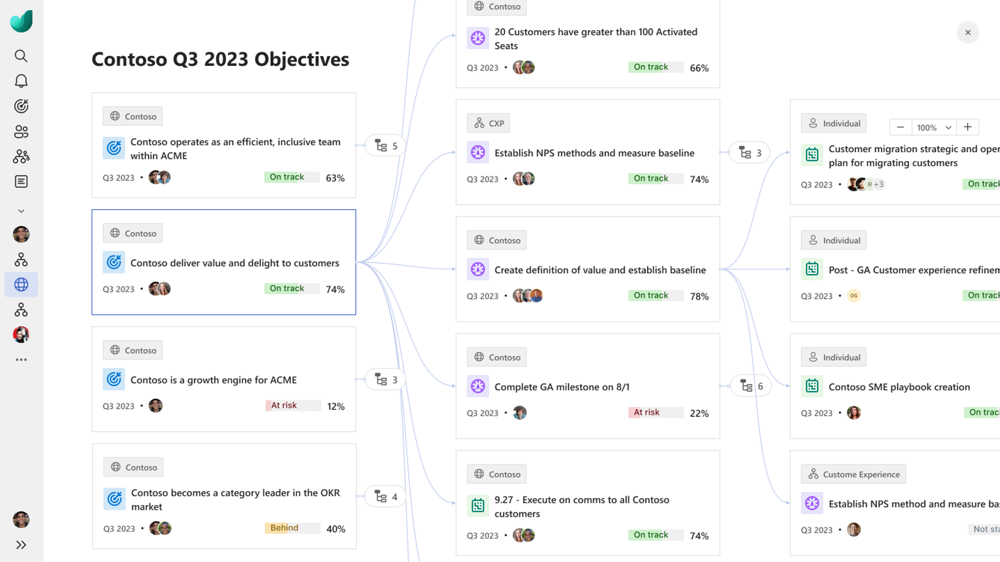 Contoso Q3 2023 Objectives
Contoso
Contoso operates as an efficient, inclusive team
within ACME
Q3 2023 •
On track
63%
5
Contoso
Contoso deliver value and delight to customers
Q3 2023 •
On track
74%
Contoso
Contoso is a growth engine for ACME
Q3 2023 •
At risk
12%
3
Contoso
Contoso becomes a category leader in the OKR
market
Q3 2023 •
Behind
40%
4
Contoso
20 Customers have greater than 100 Activated
Seats
Q3 2023 •
On track
66%
CXP
Establish NPS methods and measure baseline
Q3 2023 •
On track
74%
3
Contoso
Create definition of value and establish baseline
Q3 2023 •
On track
78%
Contoso
Complete GA milestone on 8/1
Q3 2023 •
At risk
22%
6
Contoso
9.27 - Execute on comms to all Contoso
customers
Q3 2023 •
On track
74%
Individual
100%
Customer migration strategic and oper
plan for migrating customers
Q3 2023 •
+3
On track
Individual
Post - GA Customer experience refinem
Q3 2023 •
DG
On track
Individual
Contoso SME playbook creation
Q3 2023 •
On trac
Custome Experience
Establish NPS method and measure ba
Q3 2023 •
Not sta